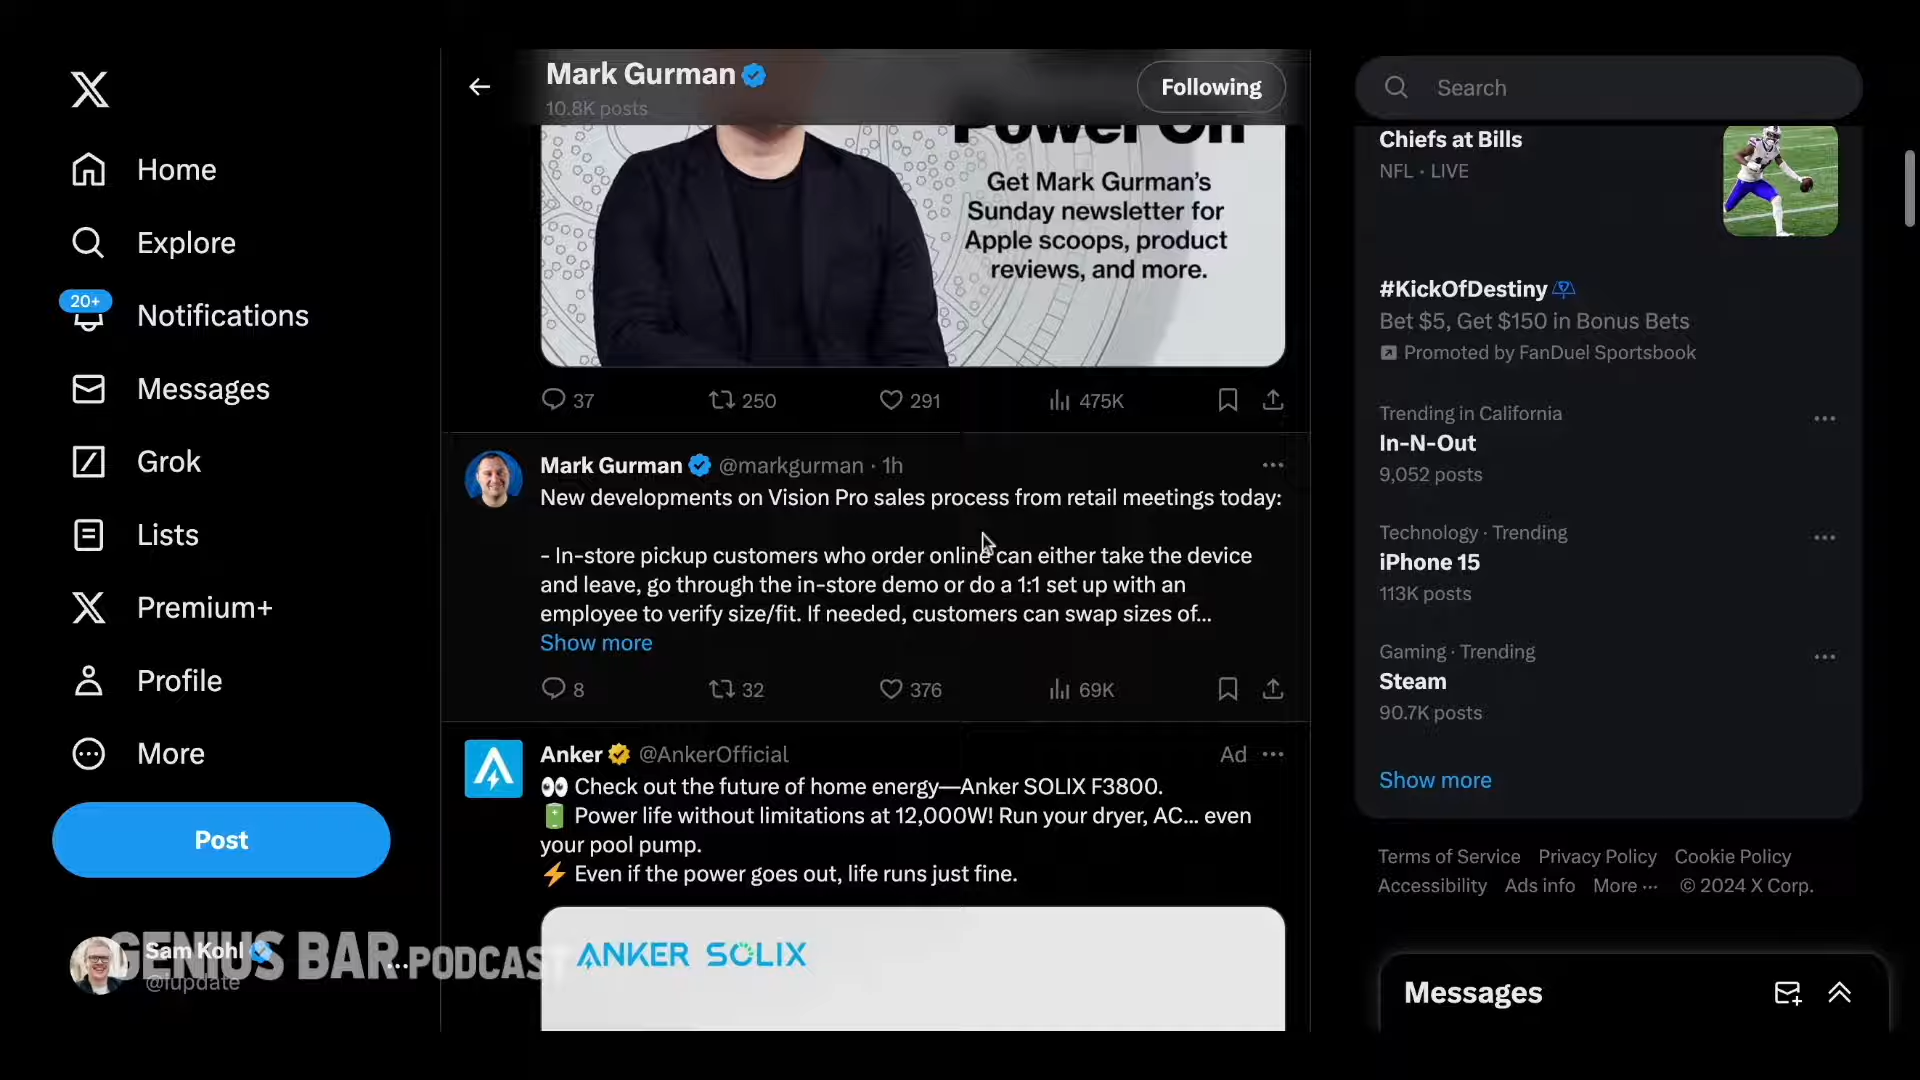 Home
Explore
20+
Notifications
Messages
Grok
Lists
Premium+
Profile
More
Post
Sam Kohl
@iupdate
GENIUS BAR PODCAST
Mark Gurman
10.8K posts
Following
Power On
Get Mark Gurman's
Sunday newsletter for
Apple scoops, product
reviews, and more.
37 250 291 475K
Mark Gurman @markgurman · 1h
New developments on Vision Pro sales process from retail meetings today:
- In-store pickup customers who order online can either take the device
and leave, go through the in-store demo or do a 1:1 set up with an
employee to verify size/fit. If needed, customers can swap sizes of...
Show more
8 32 376 69K
Anker @AnkerOfficial Ad
👀 Check out the future of home energy—Anker SOLIX F3800.
🔋 Power life without limitations at 12,000W! Run your dryer, AC... even
your pool pump.
⚡ Even if the power goes out, life runs just fine.
ANKER SOLIX
Search
Chiefs at Bills
NFL · LIVE
#KickOfDestiny
Bet $5, Get $150 in Bonus Bets
Promoted by FanDuel Sportsbook
Trending in California
In-N-Out
9,052 posts
Technology · Trending
iPhone 15
113K posts
Gaming · Trending
Steam
90.7K posts
Show more
Terms of Service Privacy Policy Cookie Policy
Accessibility Ads info More ··· © 2024 X Corp.
Messages